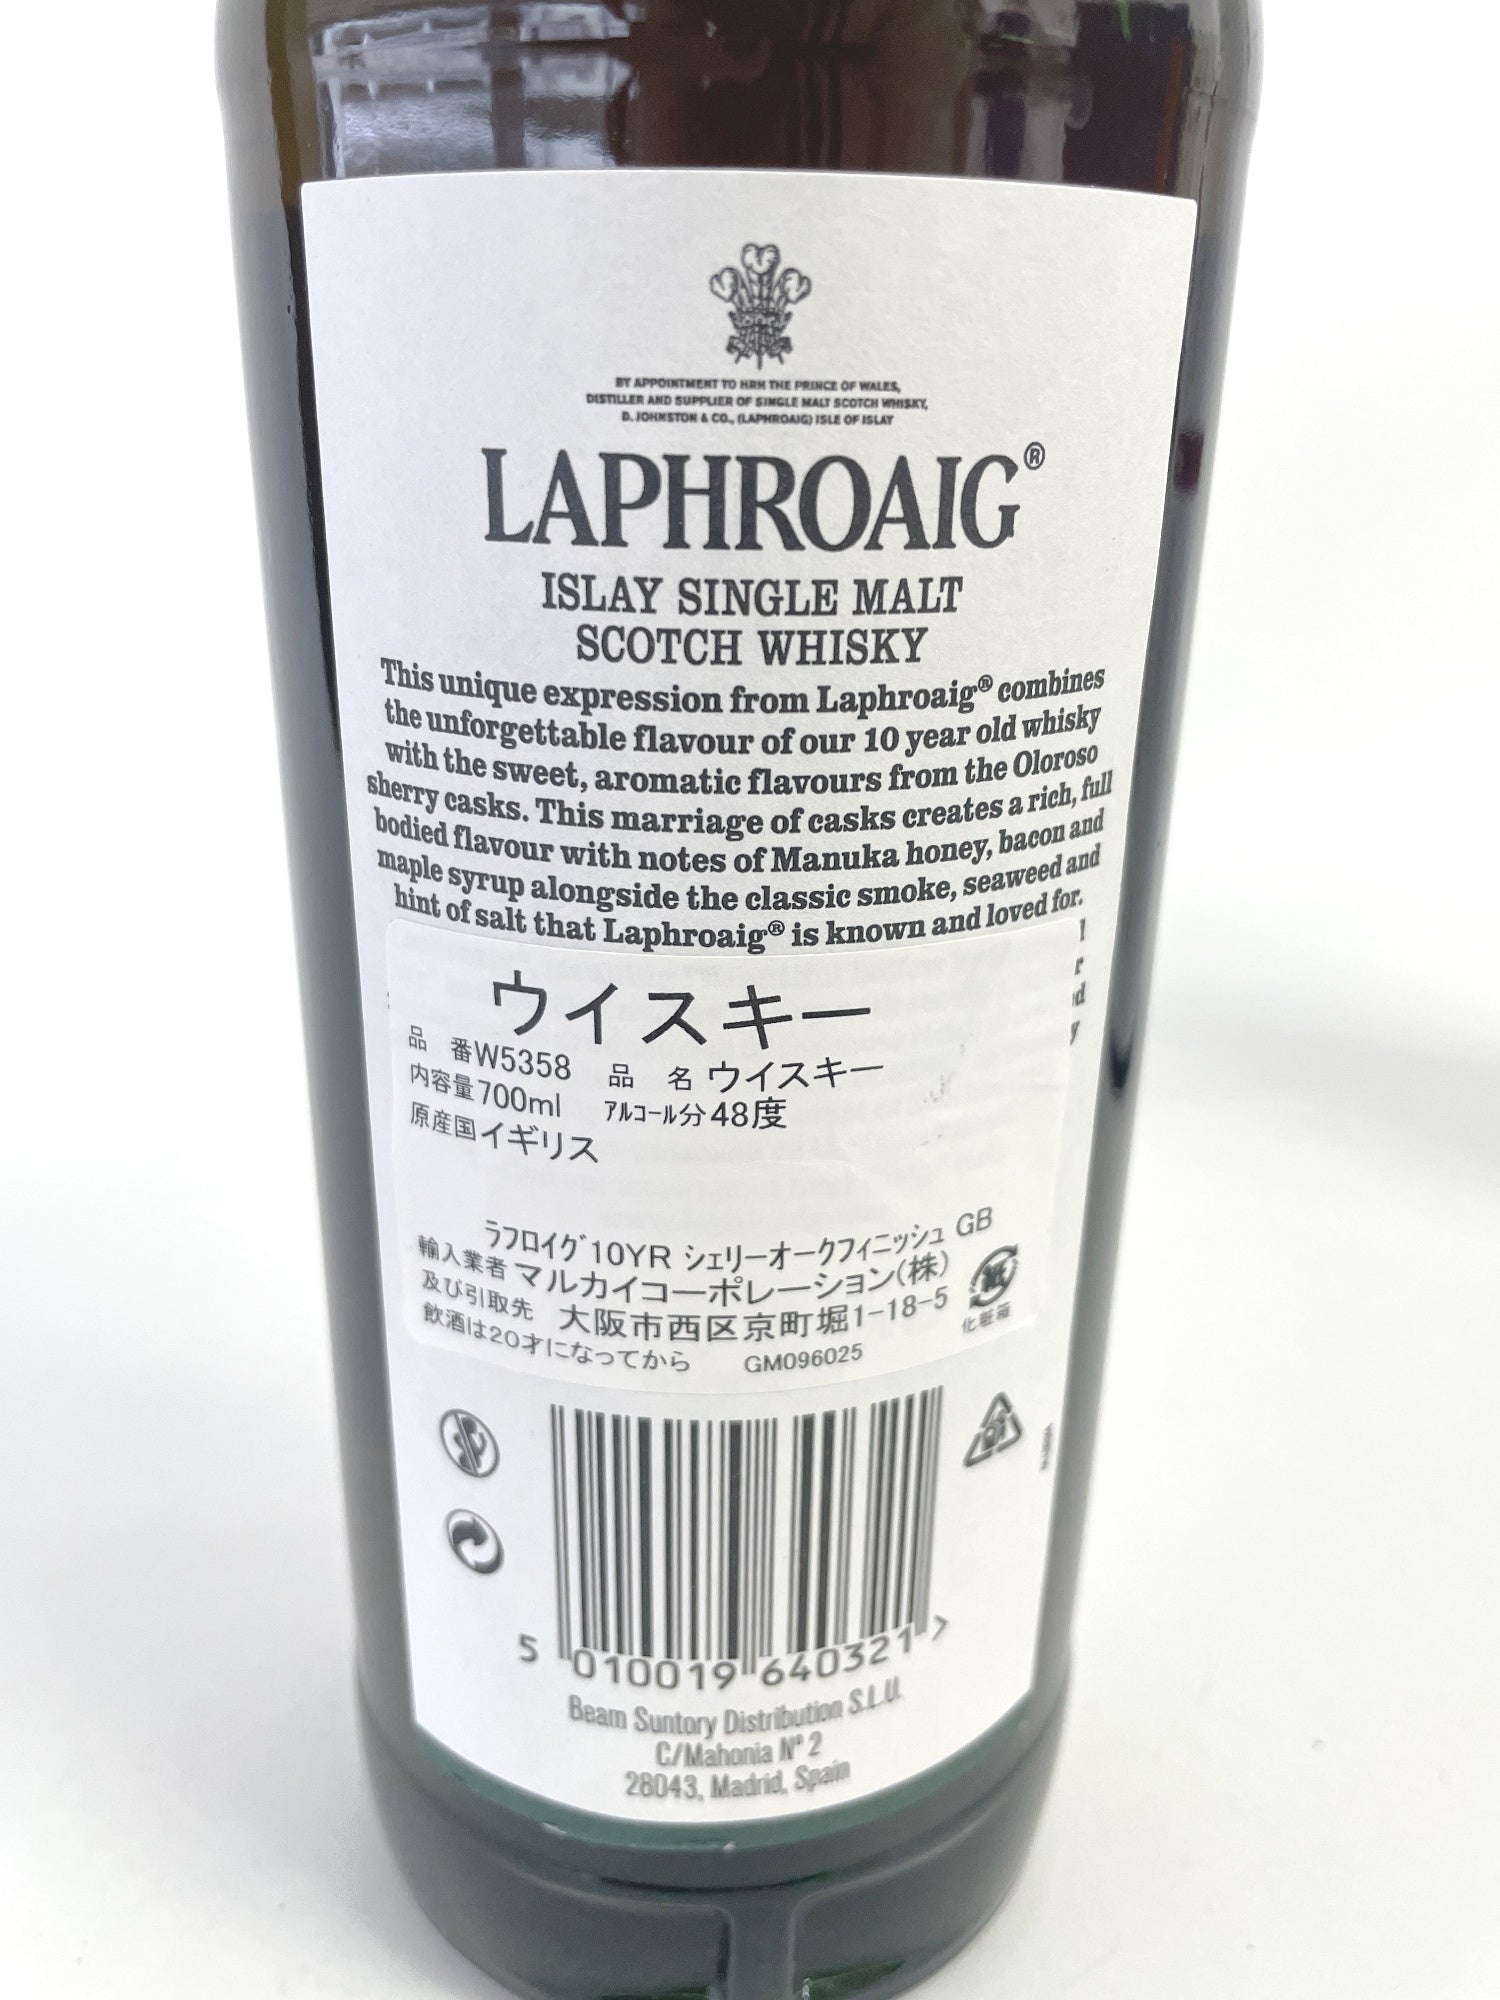 BY APPOINTMENT TO HRH THE PRINCE OF WALES,
DISTILLER AND SUPPLIER OF SINGLE MALT SCOTCH WHISKY,
D. JOHNSTON & CO., (LAPHROAIG) ISLE OF ISLAY
LAPHROAIG®
ISLAY SINGLE MALT
SCOTCH WHISKY
This unique expression from Laphroaig® combines
the unforgettable flavour of our 10 year old whisky
with the sweet, aromatic flavours from the Oloroso
sherry casks. This marriage of casks creates a rich, full
bodied flavour with notes of Manuka honey, bacon and
maple syrup alongside the classic smoke, seaweed and
hint of salt that Laphroaig® is known and loved for.
ウイスキー
品 番W5358 品 名 ウイスキー
内容量700ml アルコール分48度
原産国イギリス
ラフロイグ10YR シェリーオークフィニッシュ GB
輸入業者 マルカイコーポレーション(株)
及び引取先 大阪市西区京町堀1-18-5
飲酒は20才になってから GM096025
紙
化粧箱
5 010019 640321 >
Beam Suntory Distribution S.L.U.
C/Mahonia Nº 2
28043, Madrid, Spain